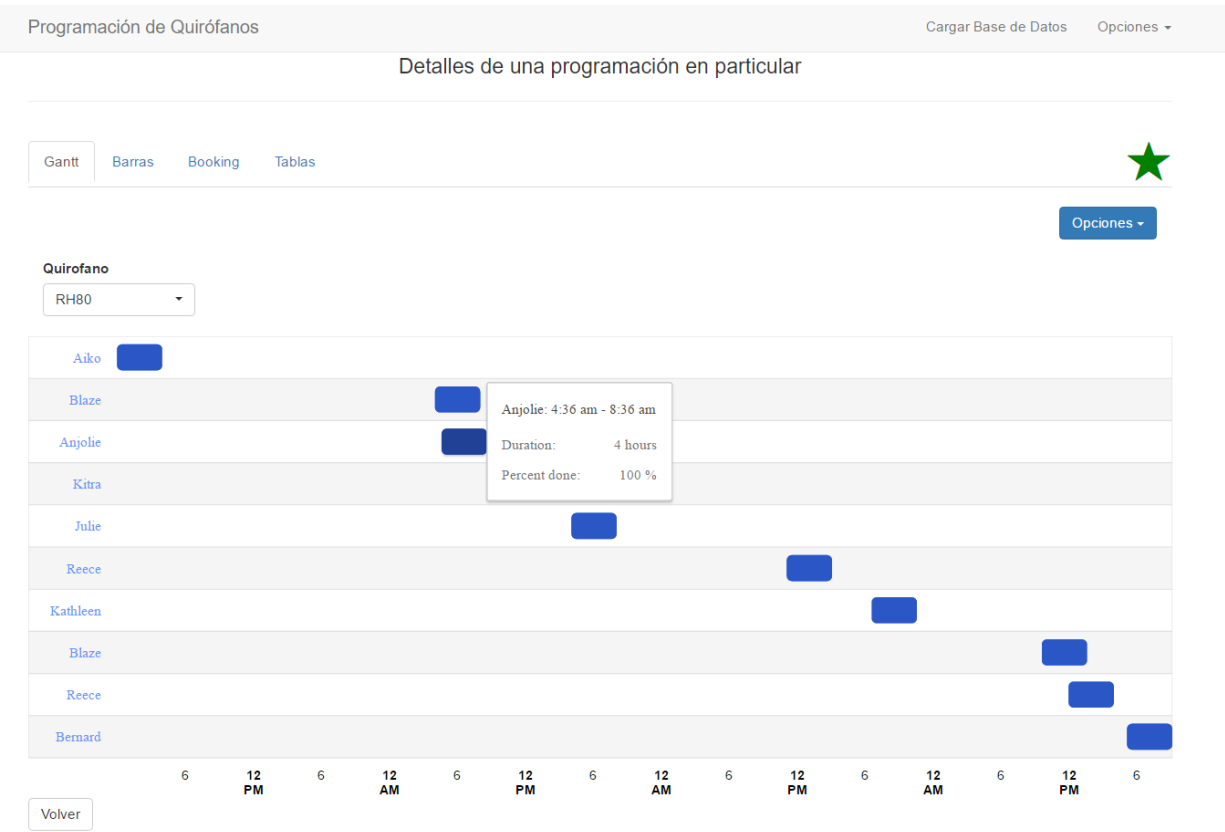 Programación de Quirófanos Cargar Base de Datos Opciones
Detalles de una programación en particular
Gantt Barras Booking Tablas
Opciones
Quirofano
RH80
Aiko
Blaze
Anjolie: 4:36 am - 8:36 am
Anjolie
Duration: 4 hours
Percent done: 100 %
Kitra
Julie
Reece
Kathleen
Blaze
Reece
Bernard
6 12 6 12 6 12 6 12 6 12 6 12 6 12 6
PM AM PM AM PM AM PM
Volver